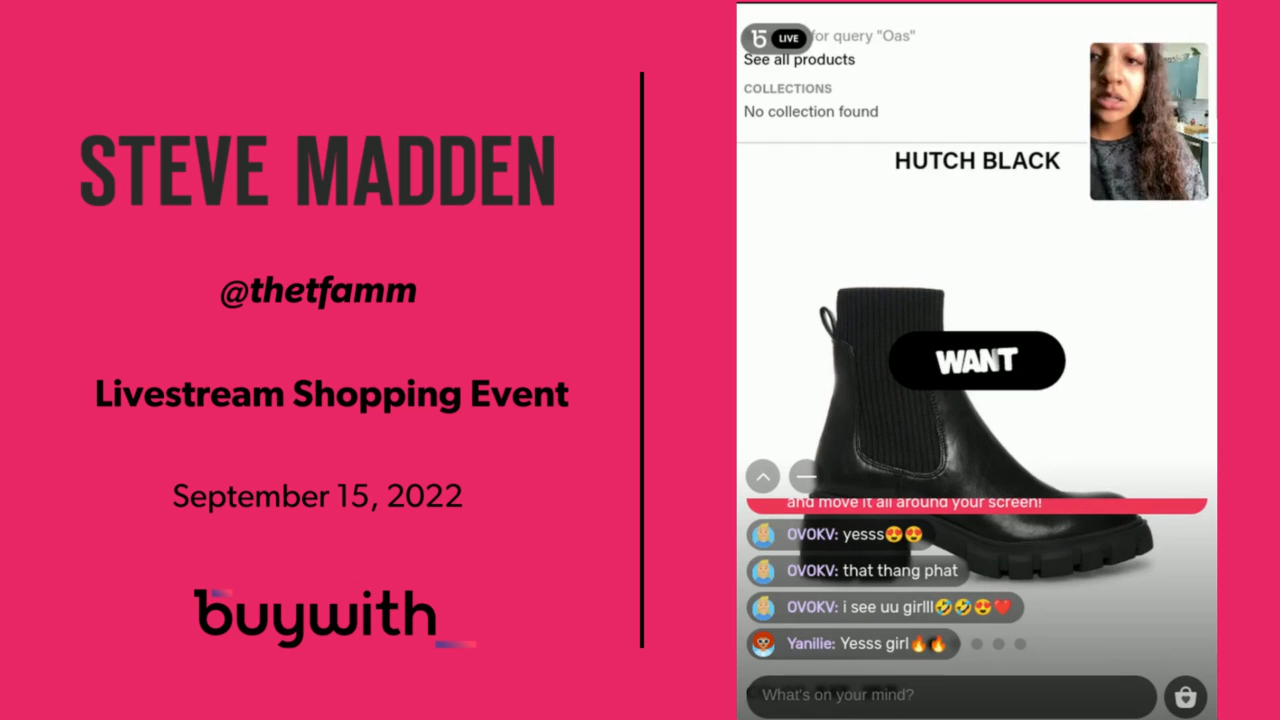 STEVE MADDEN
@thetfamm
Livestream Shopping Event
September 15, 2022
buywith
LIVE
for query "Oas"
See all products
COLLECTIONS
No collection found
HUTCH BLACK
WANT
and move it all around your screen!
OVOKV: yesss😍😍
OVOKV: that thang phat
OVOKV: i see uu girlll🤣🤣😍❤️
Yanilie: Yesss girl🔥🔥
What's on your mind?